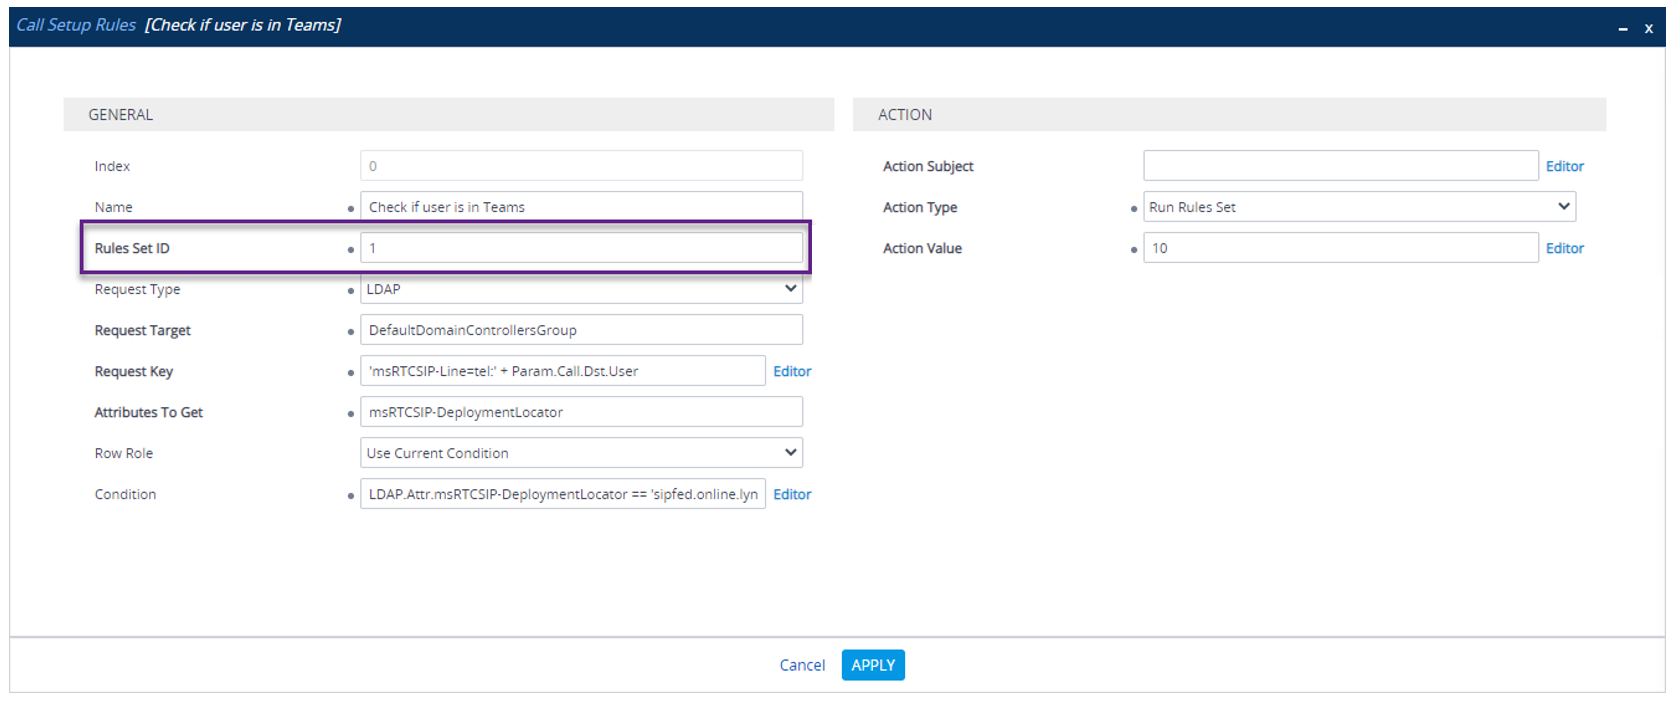 Call Setup Rules [Check if user is in Teams]
– x
GENERAL
Index 0
Name Check if user is in Teams
Rules Set ID 1
Request Type LDAP
Request Target DefaultDomainControllersGroup
Request Key 'msRTCSIP-Line=tel:' + Param.Call.Dst.User Editor
Attributes To Get msRTCSIP-DeploymentLocator
Row Role Use Current Condition
Condition LDAP.Attr.msRTCSIP-DeploymentLocator == 'sipfed.online.lyn Editor
ACTION
Action Subject Editor
Action Type Run Rules Set
Action Value 10 Editor
Cancel APPLY